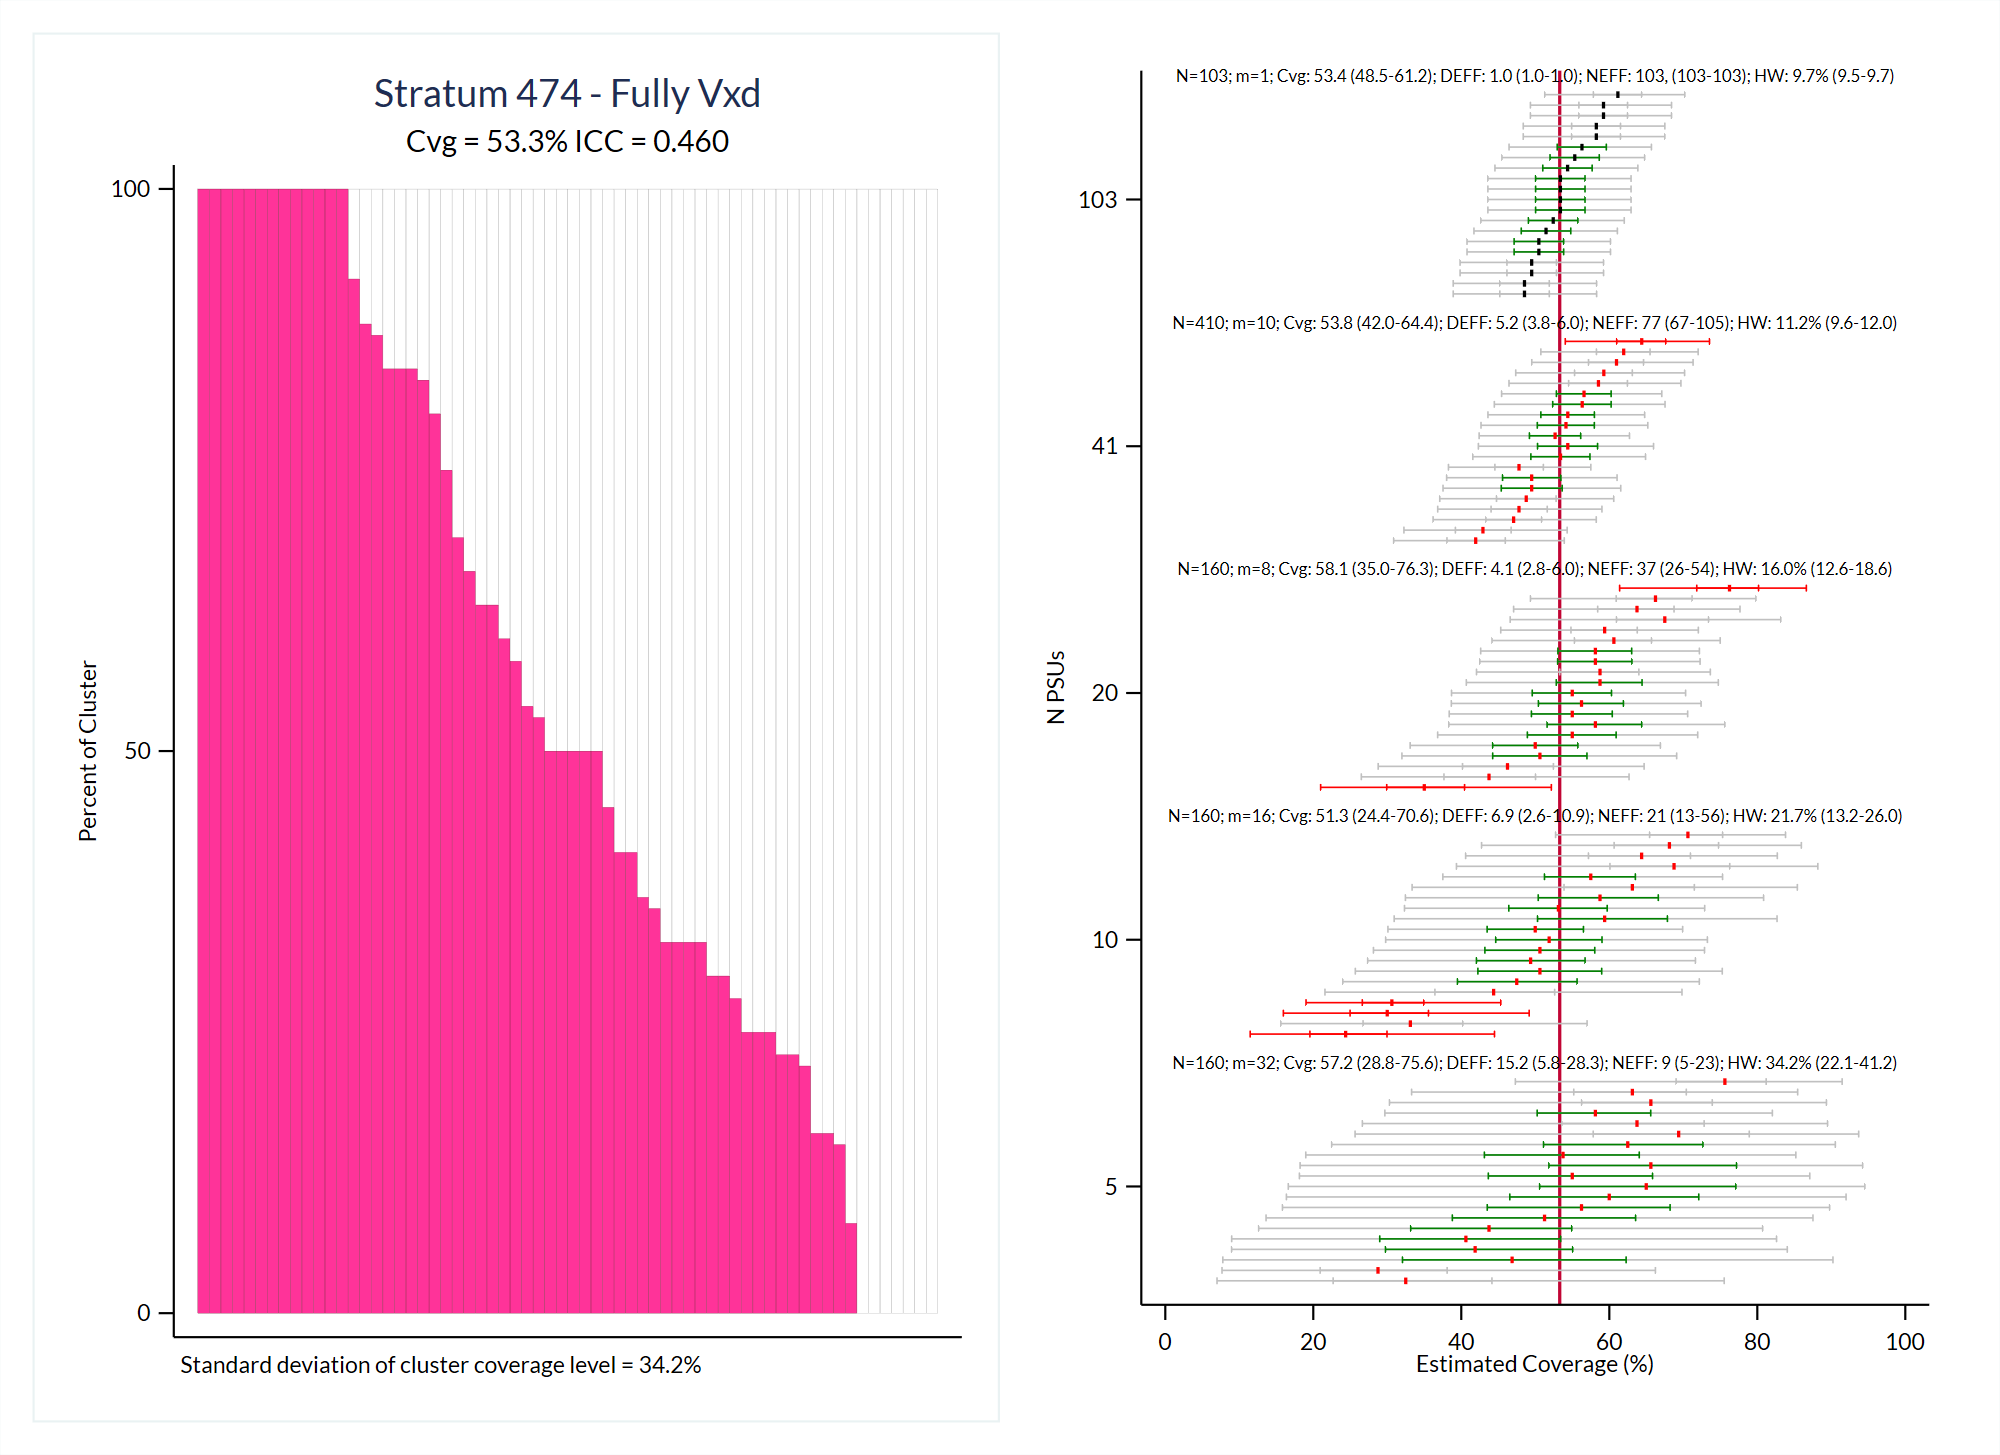 Stratum 474 - Fully Vxd
Cvg = 53.3% ICC = 0.460
100
50
0
Percent of Cluster
Standard deviation of cluster coverage level = 34.2%
N=103; m=1; Cvg: 53.4 (48.5-61.2); DEFF: 1.0 (1.0-1.0); NEFF: 103, (103-103); HW: 9.7% (9.5-9.7)
103
N=410; m=10; Cvg: 53.8 (42.0-64.4); DEFF: 5.2 (3.8-6.0); NEFF: 77 (67-105); HW: 11.2% (9.6-12.0)
41
N=160; m=8; Cvg: 58.1 (35.0-76.3); DEFF: 4.1 (2.8-6.0); NEFF: 37 (26-54); HW: 16.0% (12.6-18.6)
N PSUs
20
N=160; m=16; Cvg: 51.3 (24.4-70.6); DEFF: 6.9 (2.6-10.9); NEFF: 21 (13-56); HW: 21.7% (13.2-26.0)
10
N=160; m=32; Cvg: 57.2 (28.8-75.6); DEFF: 15.2 (5.8-28.3); NEFF: 9 (5-23); HW: 34.2% (22.1-41.2)
5
0 20 40 60 80 100
Estimated Coverage (%)